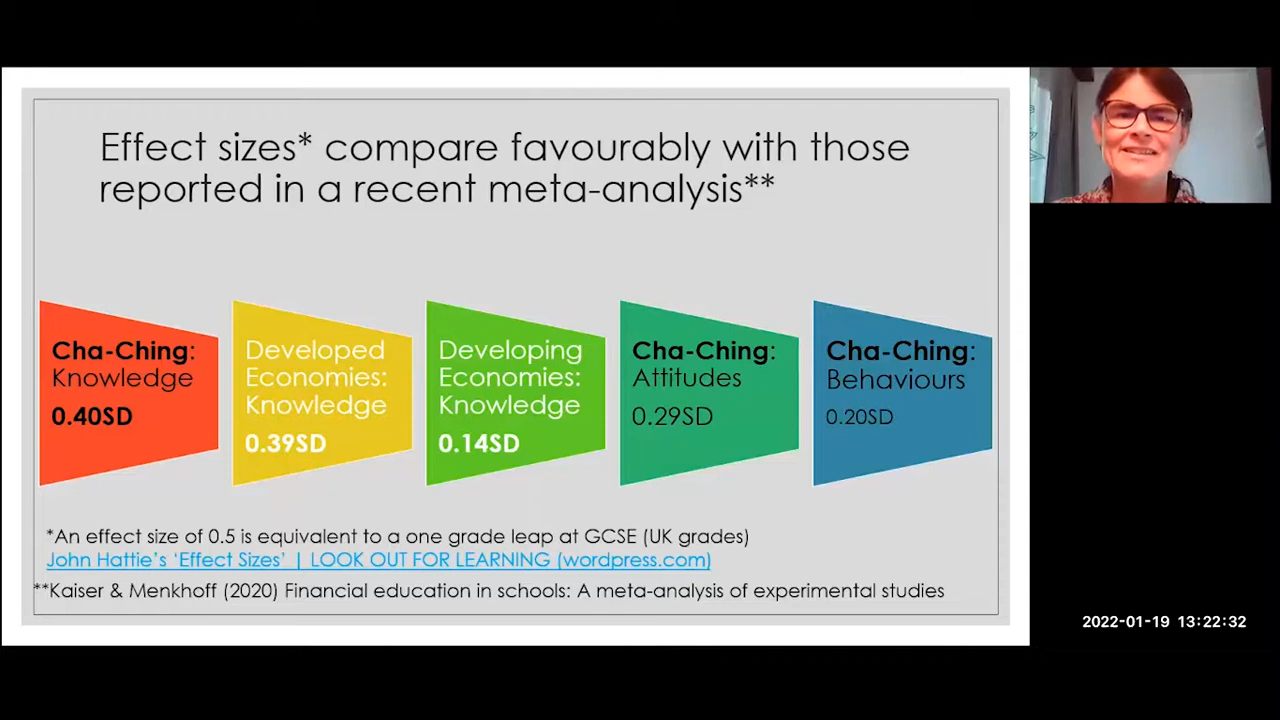 Effect sizes* compare favourably with those
reported in a recent meta-analysis**
Cha-Ching:
Knowledge
0.40SD
Developed
Economies:
Knowledge
0.39SD
Developing
Economies:
Knowledge
0.14SD
Cha-Ching:
Attitudes
0.29SD
Cha-Ching:
Behaviours
0.20SD
*An effect size of 0.5 is equivalent to a one grade leap at GCSE (UK grades)
John Hattie's 'Effect Sizes' | LOOK OUT FOR LEARNING (wordpress.com)
**Kaiser & Menkhoff (2020) Financial education in schools: A meta-analysis of experimental studies
2022-01-19 13:22:32